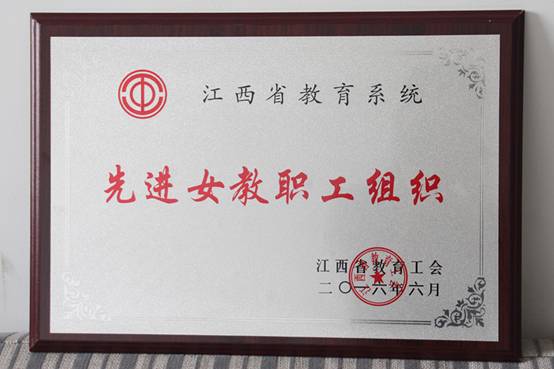 江西省教育系统
先进女教职工组织
江西省教育工会
二〇一六年六月